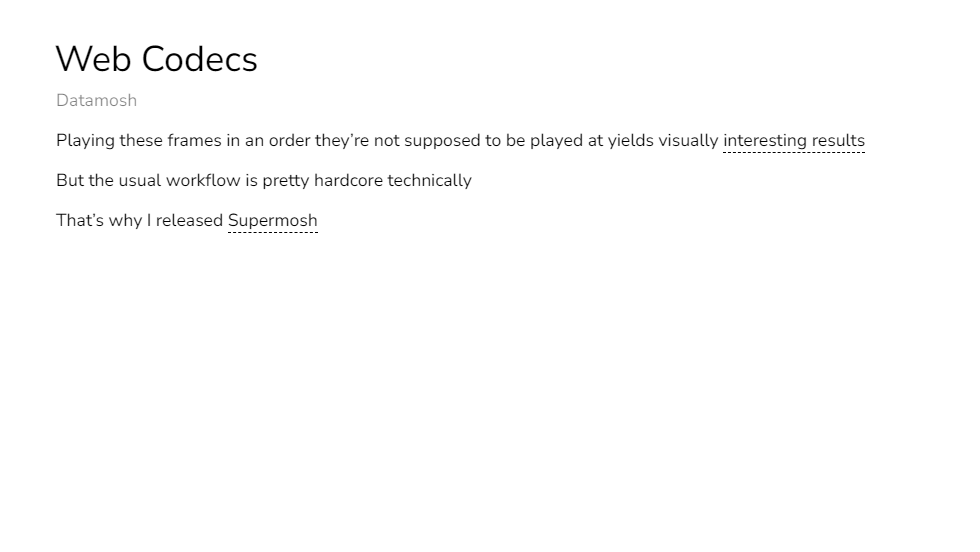 Web Codecs
Datamosh
Playing these frames in an order they’re not supposed to be played at yields visually interesting results
But the usual workflow is pretty hardcore technically
That’s why I released Supermosh